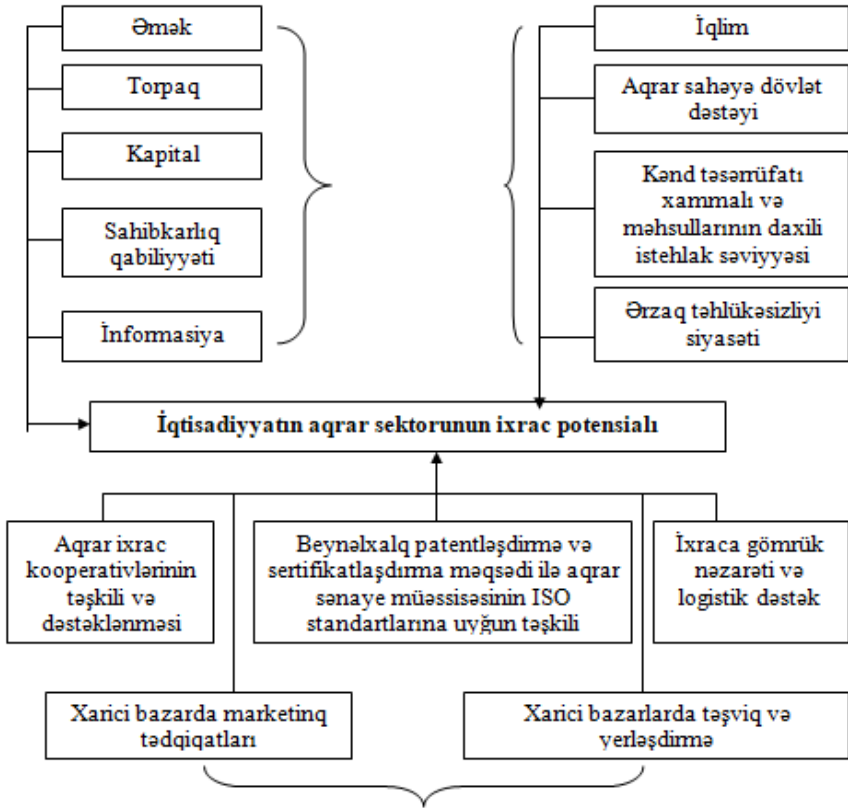 Əmək
Torpaq
Kapital
Sahibkarlıq
qabiliyyəti
İnformasiya
İqlim
Aqrar sahəyə dövlət
dəstəyi
Kənd təsərrüfatı
xammalı və
məhsullarının daxili
istehlak səviyyəsi
Ərzaq təhlükəsizliyi
siyasəti
İqtisadiyyatın aqrar sektorunun ixrac potensialı
Aqrar ixrac
kooperativlərinin
təşkili və
dəstəklənməsi
Beynəlxalq patentləşdirmə və
sertifikatlaşdırma məqsədi ilə aqrar
sənaye müəssisəsinin ISO
standartlarına uyğun təşkili
İxraca gömrük
nəzarəti və
logistik dəstək
Xarici bazarda marketinq
tədqiqatları
Xarici bazarlarda təşviq və
yerləşdirmə